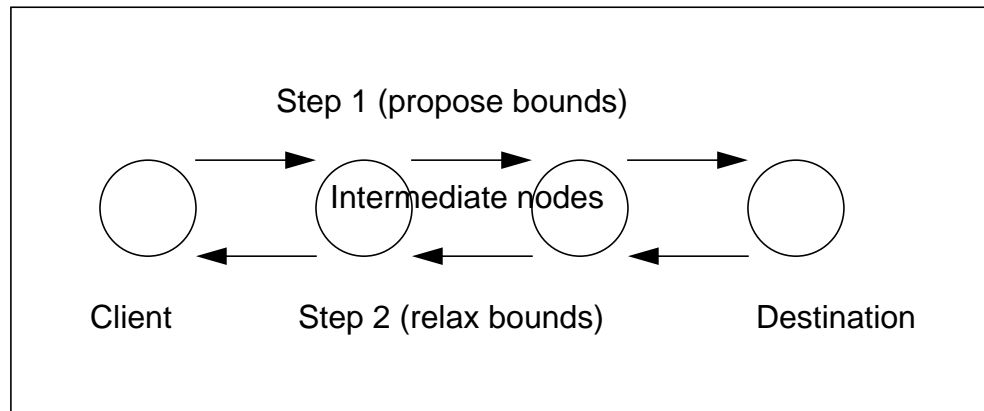 Step 1 (propose bounds)
Intermediate nodes
Client
Step 2 (relax bounds)
Destination